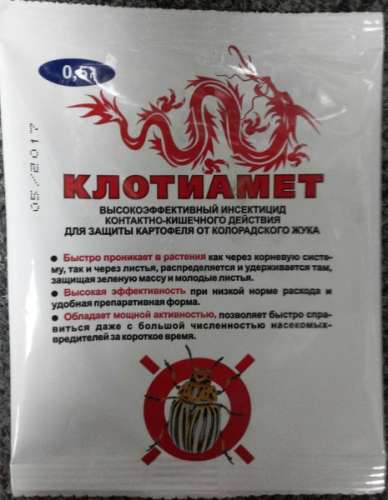 0,5г
05/2017
КЛОТИАМЕТ
ВЫСОКОЭФФЕКТИВНЫЙ ИНСЕКТИЦИД
КОНТАКТНО-КИШЕЧНОГО ДЕЙСТВИЯ
ДЛЯ ЗАЩИТЫ КАРТОФЕЛЯ ОТ КОЛОРАДСКОГО ЖУКА
• Быстро проникает в растения как через корневую систе-
му, так и через листья, распределяется и удерживается там,
защищая зеленую массу и молодые листья.
• Высокая эффективность при низкой норме расхода и
удобная препаративная форма.
• Обладает мощной активностью, позволяет быстро спра-
виться даже с большой численностью насекомых-
вредителей за короткое время.